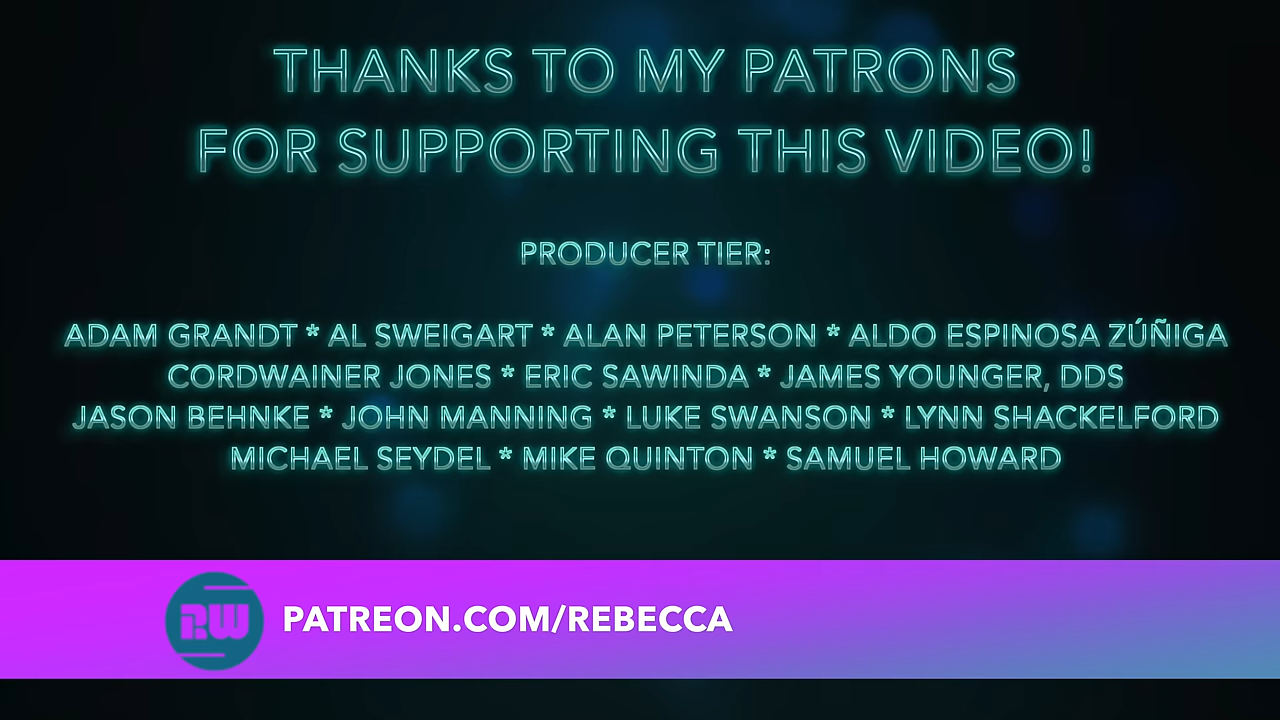 THANKS TO MY PATRONS
FOR SUPPORTING THIS VIDEO!
PRODUCER TIER:
ADAM GRANDT * AL SWEIGART * ALAN PETERSON * ALDO ESPINOSA ZÚÑIGA
CORDWAINER JONES * ERIC SAWINDA * JAMES YOUNGER, DDS
JASON BEHNKE * JOHN MANNING * LUKE SWANSON * LYNN SHACKELFORD
MICHAEL SEYDEL * MIKE QUINTON * SAMUEL HOWARD
RW
PATREON.COM/REBECCA